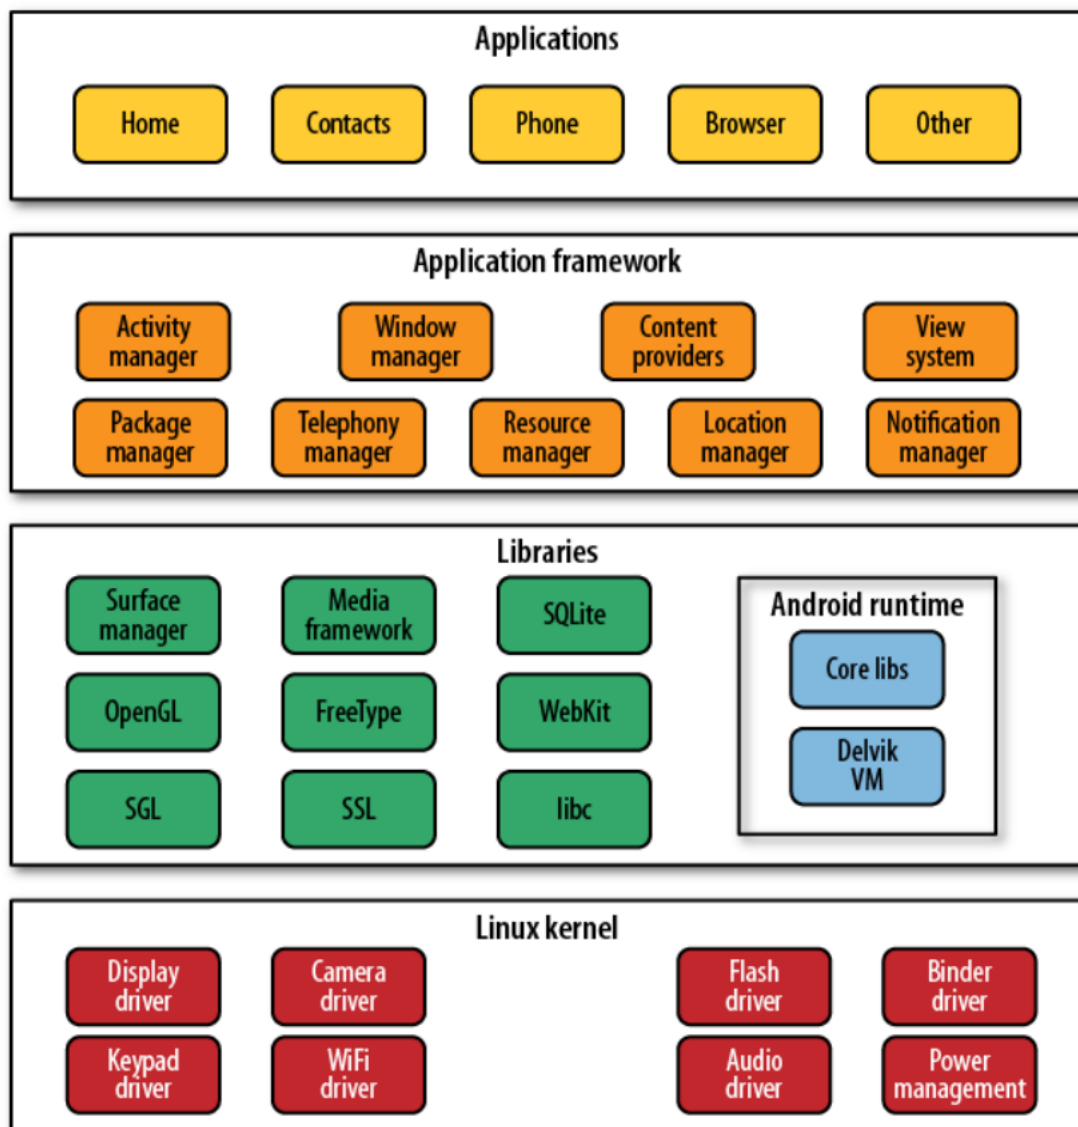 Applications
Home
Contacts
Phone
Browser
Other
Application framework
Activity
manager
Window
manager
Content
providers
View
system
Package
manager
Telephony
manager
Resource
manager
Location
manager
Notification
manager
Libraries
Surface
manager
Media
framework
SQLite
OpenGL
FreeType
WebKit
SGL
SSL
libc
Android runtime
Core libs
Delvik
VM
Linux kernel
Display
driver
Camera
driver
Flash
driver
Binder
driver
Keypad
driver
WiFi
driver
Audio
driver
Power
management